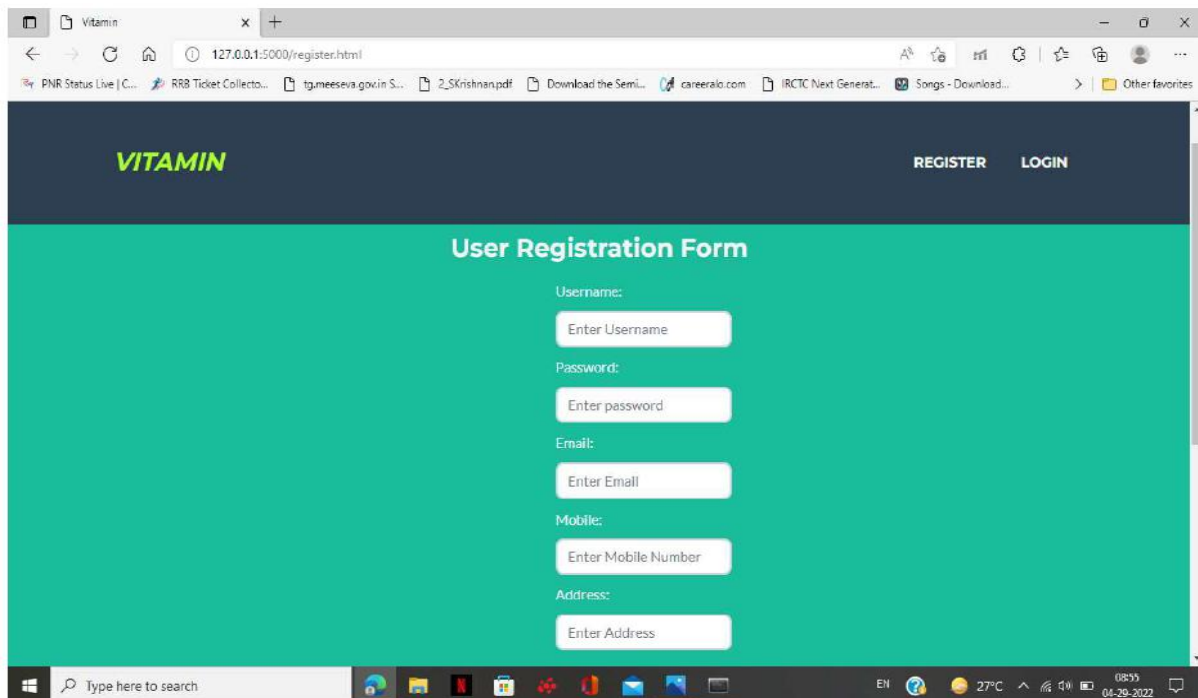 Vitamin
127.0.0.1:5000/register.html
PNR Status Live | C... RRB Ticket Collecto... tg.meeseva.gov.in S... 2_SKrishnan.pdf Download the Semi... careeralo.com IRCTC Next Generat... Songs - Download... Other favorites
VITAMIN REGISTER LOGIN
User Registration Form
Username:
Enter Username
Password:
Enter password
Email:
Enter Email
Mobile:
Enter Mobile Number
Address:
Enter Address
Type here to search EN 27°C 08:55
04-29-2022